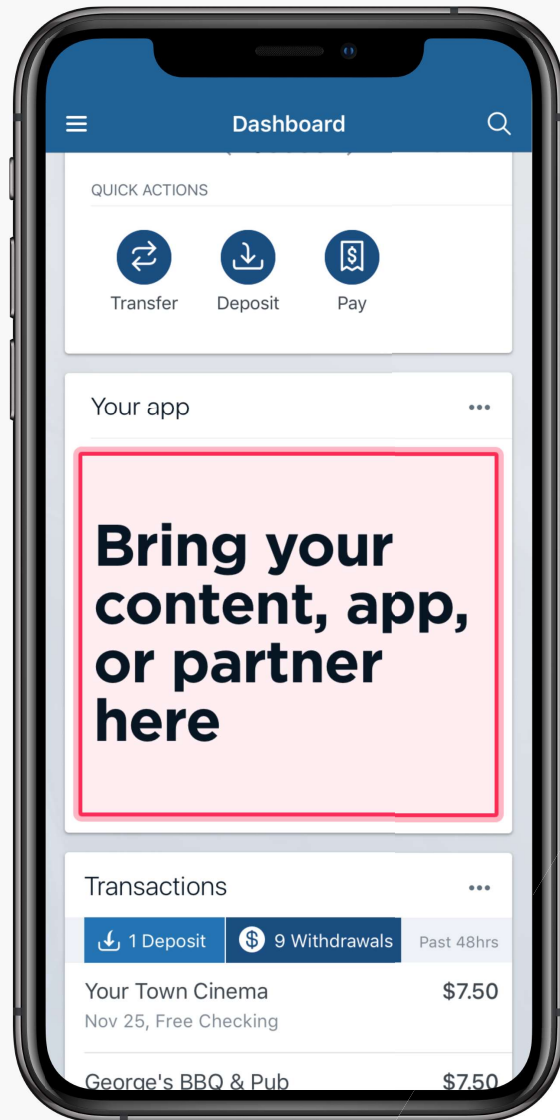 Dashboard
QUICK ACTIONS
Transfer Deposit Pay
Your app
Bring your
content, app,
or partner
here
Transactions
1 Deposit $ 9 Withdrawals Past 48hrs
Your Town Cinema $7.50
Nov 25, Free Checking
George's BBQ & Pub $7.50